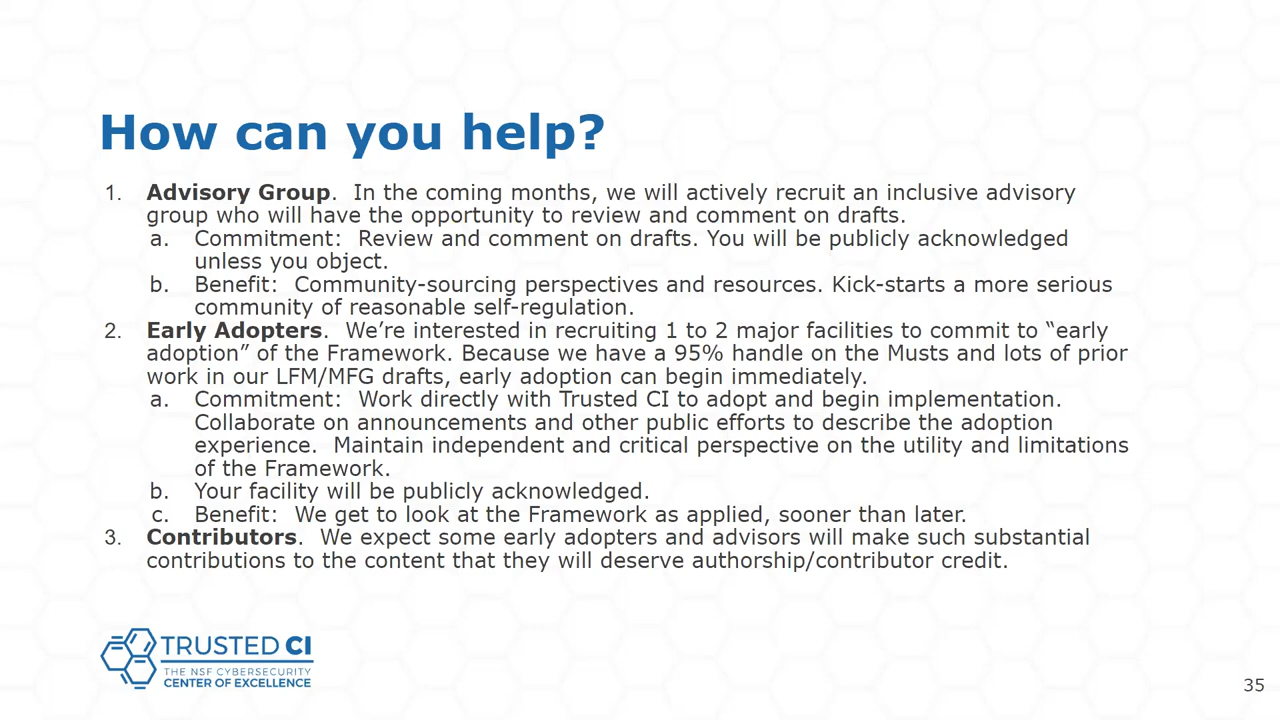 How can you help?
1. Advisory Group.  In the coming months, we will actively recruit an inclusive advisory
group who will have the opportunity to review and comment on drafts.
a. Commitment:  Review and comment on drafts. You will be publicly acknowledged
unless you object.
b. Benefit:  Community-sourcing perspectives and resources. Kick-starts a more serious
community of reasonable self-regulation.
2. Early Adopters.  We’re interested in recruiting 1 to 2 major facilities to commit to “early
adoption” of the Framework. Because we have a 95% handle on the Musts and lots of prior
work in our LFM/MFG drafts, early adoption can begin immediately.
a. Commitment:  Work directly with Trusted CI to adopt and begin implementation.
Collaborate on announcements and other public efforts to describe the adoption
experience.  Maintain independent and critical perspective on the utility and limitations
of the Framework.
b. Your facility will be publicly acknowledged.
c. Benefit:  We get to look at the Framework as applied, sooner than later.
3. Contributors.  We expect some early adopters and advisors will make such substantial
contributions to the content that they will deserve authorship/contributor credit.
TRUSTED CI
THE NSF CYBERSECURITY
CENTER OF EXCELLENCE
35